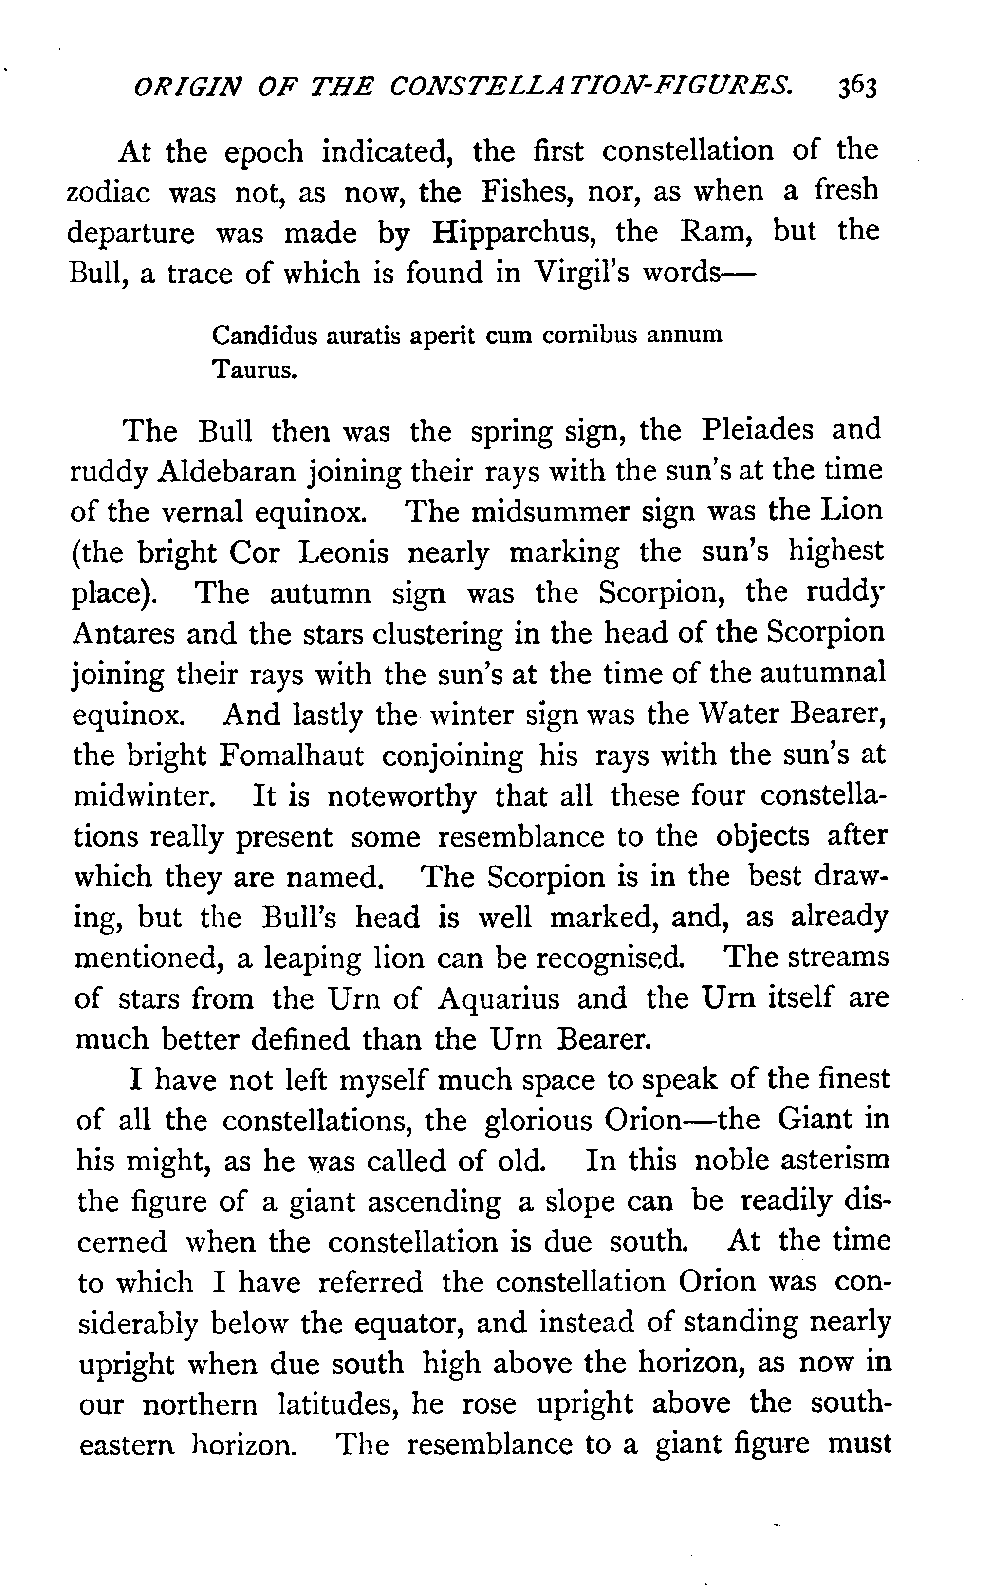 ORIGIN OF THE CONSTELLATION-FIGURES. 363
At the epoch indicated, the first constellation of the
zodiac was not, as now, the Fishes, nor, as when a fresh
departure was made by Hipparchus, the Ram, but the
Bull, a trace of which is found in Virgil's words—
Candidus auratis aperit cum cornibus annum
Taurus.
The Bull then was the spring sign, the Pleiades and
ruddy Aldebaran joining their rays with the sun's at the time
of the vernal equinox. The midsummer sign was the Lion
(the bright Cor Leonis nearly marking the sun's highest
place). The autumn sign was the Scorpion, the ruddy
Antares and the stars clustering in the head of the Scorpion
joining their rays with the sun's at the time of the autumnal
equinox. And lastly the winter sign was the Water Bearer,
the bright Fomalhaut conjoining his rays with the sun's at
midwinter. It is noteworthy that all these four constella-
tions really present some resemblance to the objects after
which they are named. The Scorpion is in the best draw-
ing, but the Bull's head is well marked, and, as already
mentioned, a leaping lion can be recognised. The streams
of stars from the Urn of Aquarius and the Urn itself are
much better defined than the Urn Bearer.
I have not left myself much space to speak of the finest
of all the constellations, the glorious Orion—the Giant in
his might, as he was called of old. In this noble asterism
the figure of a giant ascending a slope can be readily dis-
cerned when the constellation is due south. At the time
to which I have referred the constellation Orion was con-
siderably below the equator, and instead of standing nearly
upright when due south high above the horizon, as now in
our northern latitudes, he rose upright above the south-
eastern horizon. The resemblance to a giant figure must